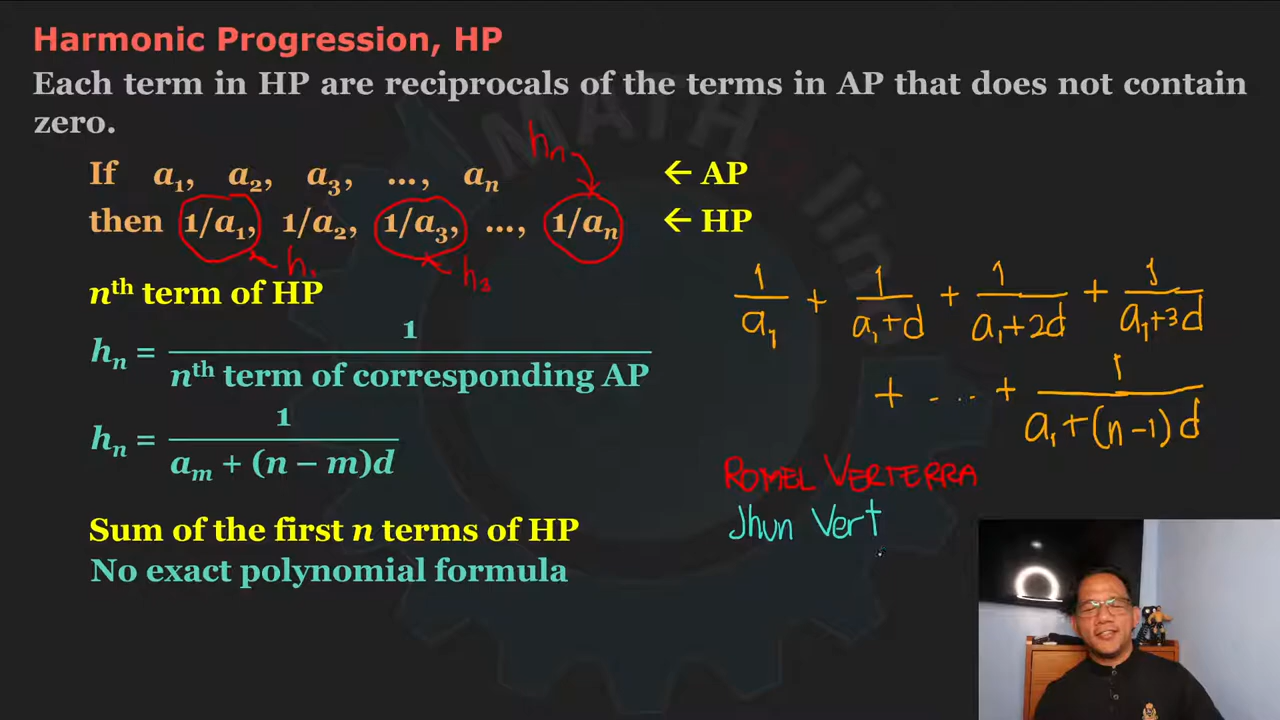 Harmonic Progression, HP
Each term in HP are reciprocals of the terms in AP that does not contain
zero.
hₙ
If a₁, a₂, a₃, ..., aₙ ← AP
then 1/a₁, 1/a₂, 1/a₃, ..., 1/aₙ ← HP
h₁ h₃
nᵗʰ term of HP
hₙ = 1 / nᵗʰ term of corresponding AP
hₙ = 1 / aₘ + (n − m)d
Sum of the first n terms of HP
No exact polynomial formula
1/a₁ + 1/a₁+d + 1/a₁+2d + 1/a₁+3d
+ ... + 1/a₁+(n−1)d
ROMEL VERTERRA
Jhun Vert
MATHalino